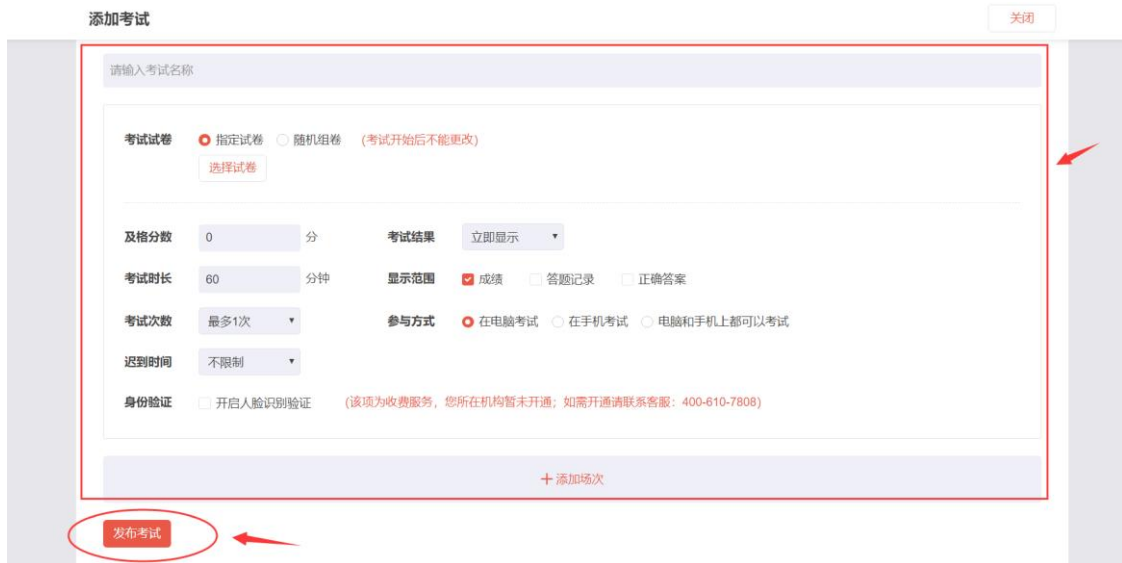 添加考试 关闭
请输入考试名称
考试试卷 指定试卷 随机组卷 (考试开始后不能更改)
选择试卷
及格分数 0 分 考试结果 立即显示
考试时长 60 分钟 显示范围 成绩 答题记录 正确答案
考试次数 最多1次 参与方式 在电脑考试 在手机考试 电脑和手机上都可以考试
迟到时间 不限制
身份验证 开启人脸识别验证 (该项为收费服务，您所在机构暂未开通；如需开通请联系客服：400-610-7808)
+ 添加场次
发布考试